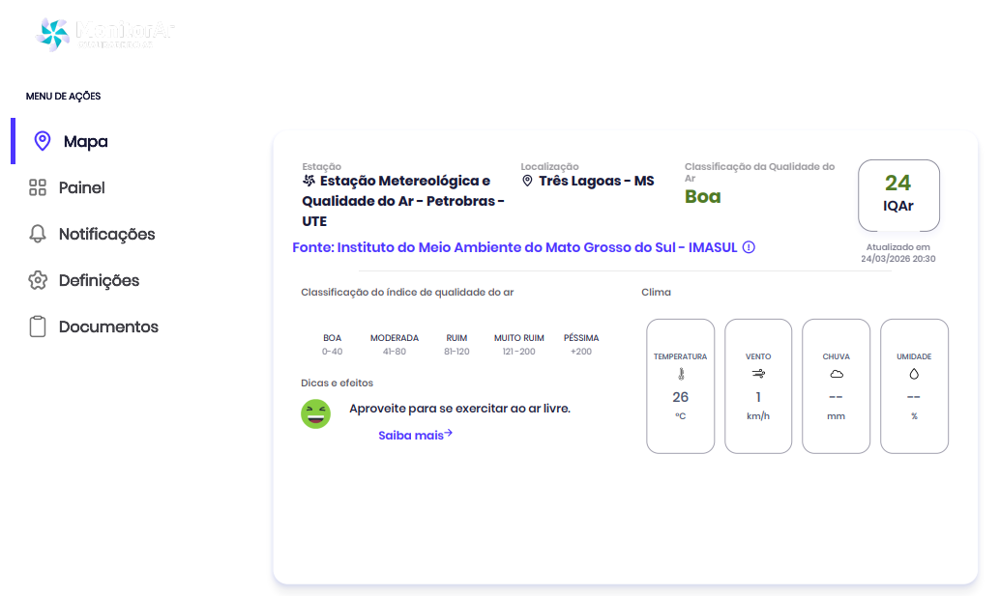 MonitorAr
MENU DE AÇÕES
Mapa
Painel
Notificações
Definições
Documentos
Estação
Estação Metereológica e
Qualidade do Ar - Petrobras -
UTE
Localização
Três Lagoas - MS
Classificação da Qualidade do
Ar
Boa
24
IQAr
Fonte: Instituto do Meio Ambiente do Mato Grosso do Sul - IMASUL
Atualizado em
24/03/2026 20:30
Classificação do índice de qualidade do ar
BOA MODERADA RUIM MUITO RUIM PÉSSIMA
0-40 41-80 81-120 121-200 +200
Dicas e efeitos
Aproveite para se exercitar ao ar livre.
Saiba mais
Clima
TEMPERATURA
26
°C
VENTO
1
km/h
CHUVA
--
mm
UMIDADE
--
%